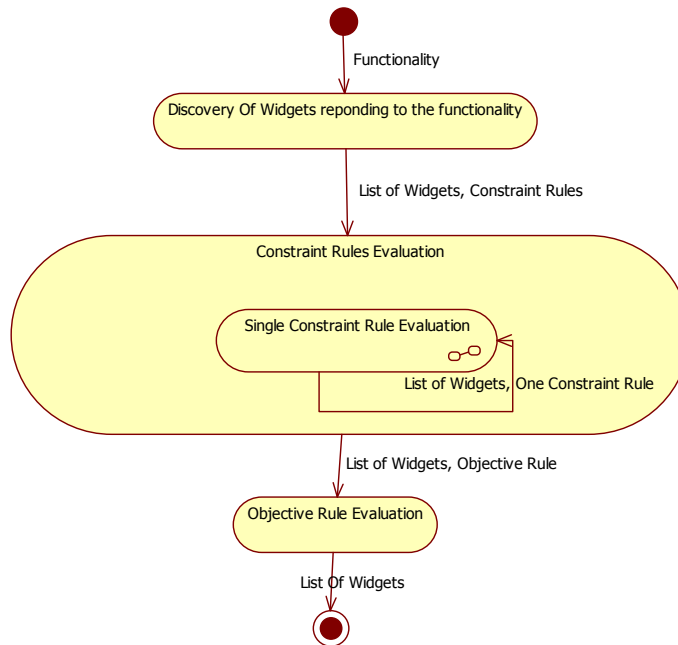 Functionality
Discovery Of Widgets reponding to the functionality
List of Widgets, Constraint Rules
Constraint Rules Evaluation
Single Constraint Rule Evaluation
List of Widgets, One Constraint Rule
List of Widgets, Objective Rule
Objective Rule Evaluation
List Of Widgets